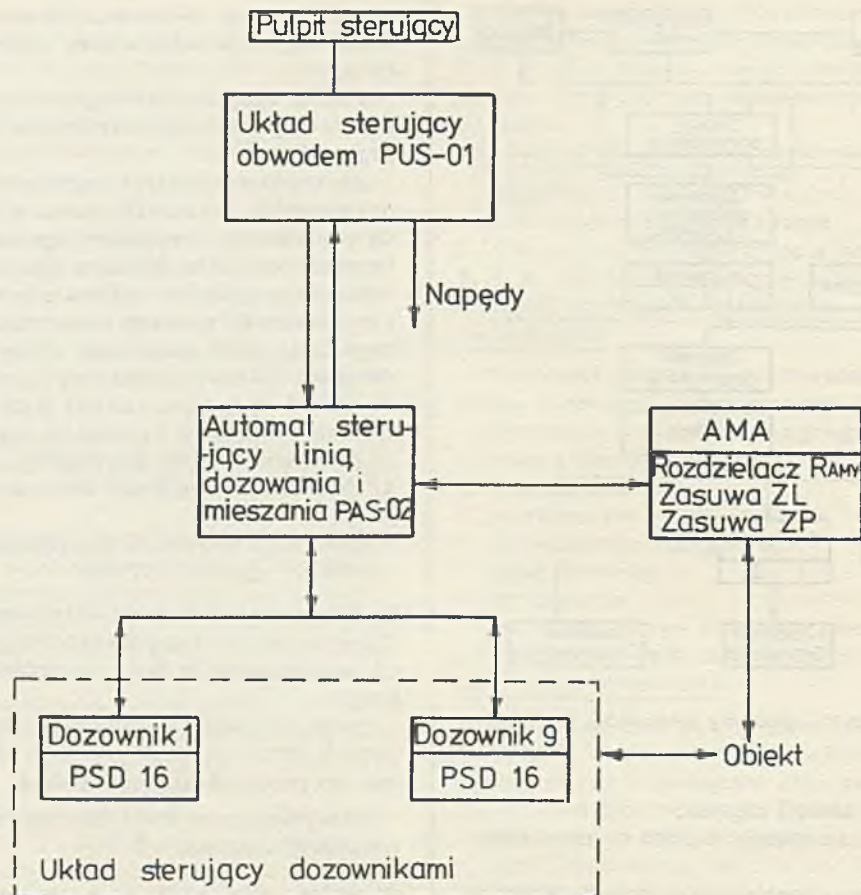 Pulpit sterujący
Układ sterujący
obwodem PUS-01
Napędy
Automal steru-
-jący linią
dozowania i
mieszania PAS-02
AMA
Rozdzielacz RAMY
Zasuwa ZL
Zasuwa ZP
Dozownik 1
PSD 16
Dozownik 9
PSD 16
Obiekt
Układ sterujący dozownikami